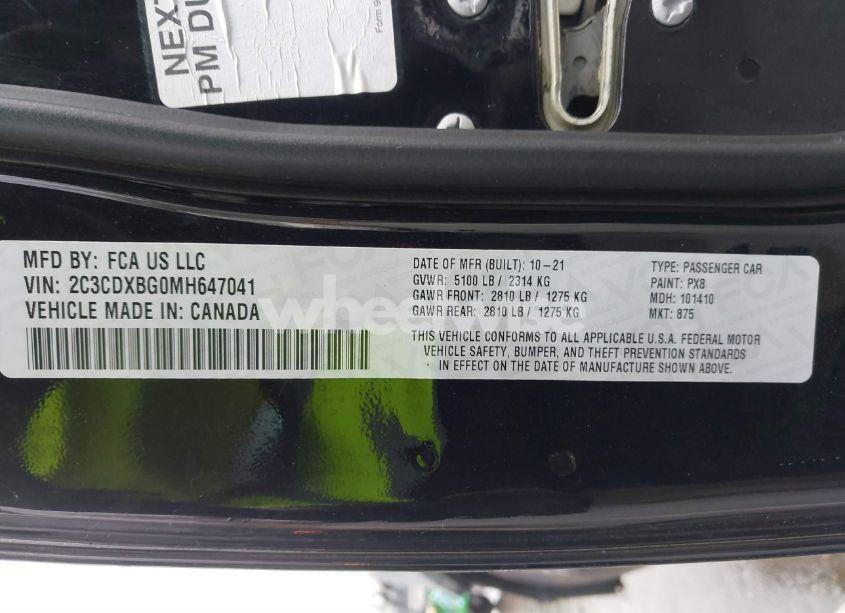 NEXT
PM DU
Form 9
MFD BY: FCA US LLC
VIN: 2C3CDXBG0MH647041
VEHICLE MADE IN: CANADA
DATE OF MFR (BUILT): 10-21
GVWR: 5100 LB / 2314 KG
GAWR FRONT: 2810 LB / 1275 KG
GAWR REAR: 2810 LB / 1275 KG
TYPE: PASSENGER CAR
PAINT: PX8
MDH: 101410
MKT: 875
THIS VEHICLE CONFORMS TO ALL APPLICABLE U.S.A. FEDERAL MOTOR
VEHICLE SAFETY, BUMPER, AND THEFT PREVENTION STANDARDS
IN EFFECT ON THE DATE OF MANUFACTURE SHOWN ABOVE.